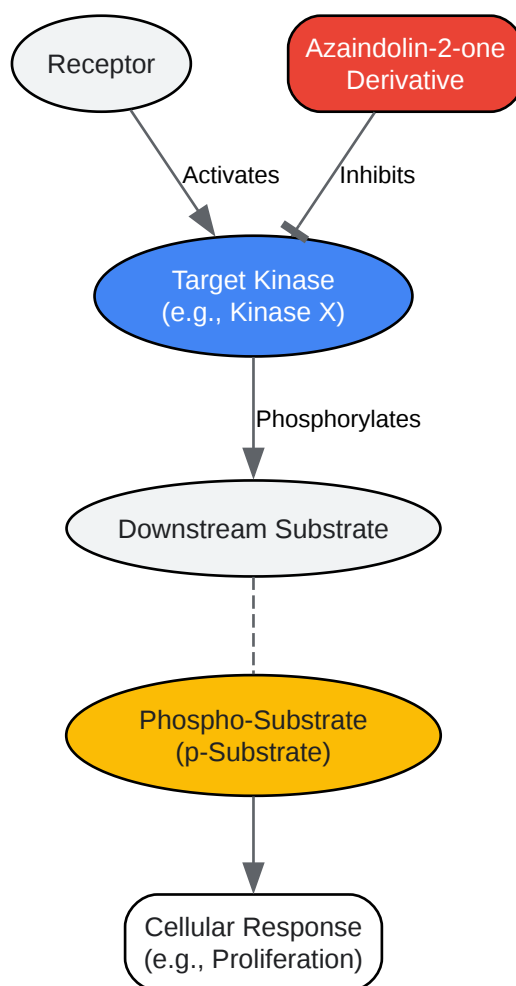 Receptor
Azaindolin-2-one
Derivative
Activates
Inhibits
Target Kinase
(e.g., Kinase X)
Phosphorylates
Downstream Substrate
Phospho-Substrate
(p-Substrate)
Cellular Response
(e.g., Proliferation)